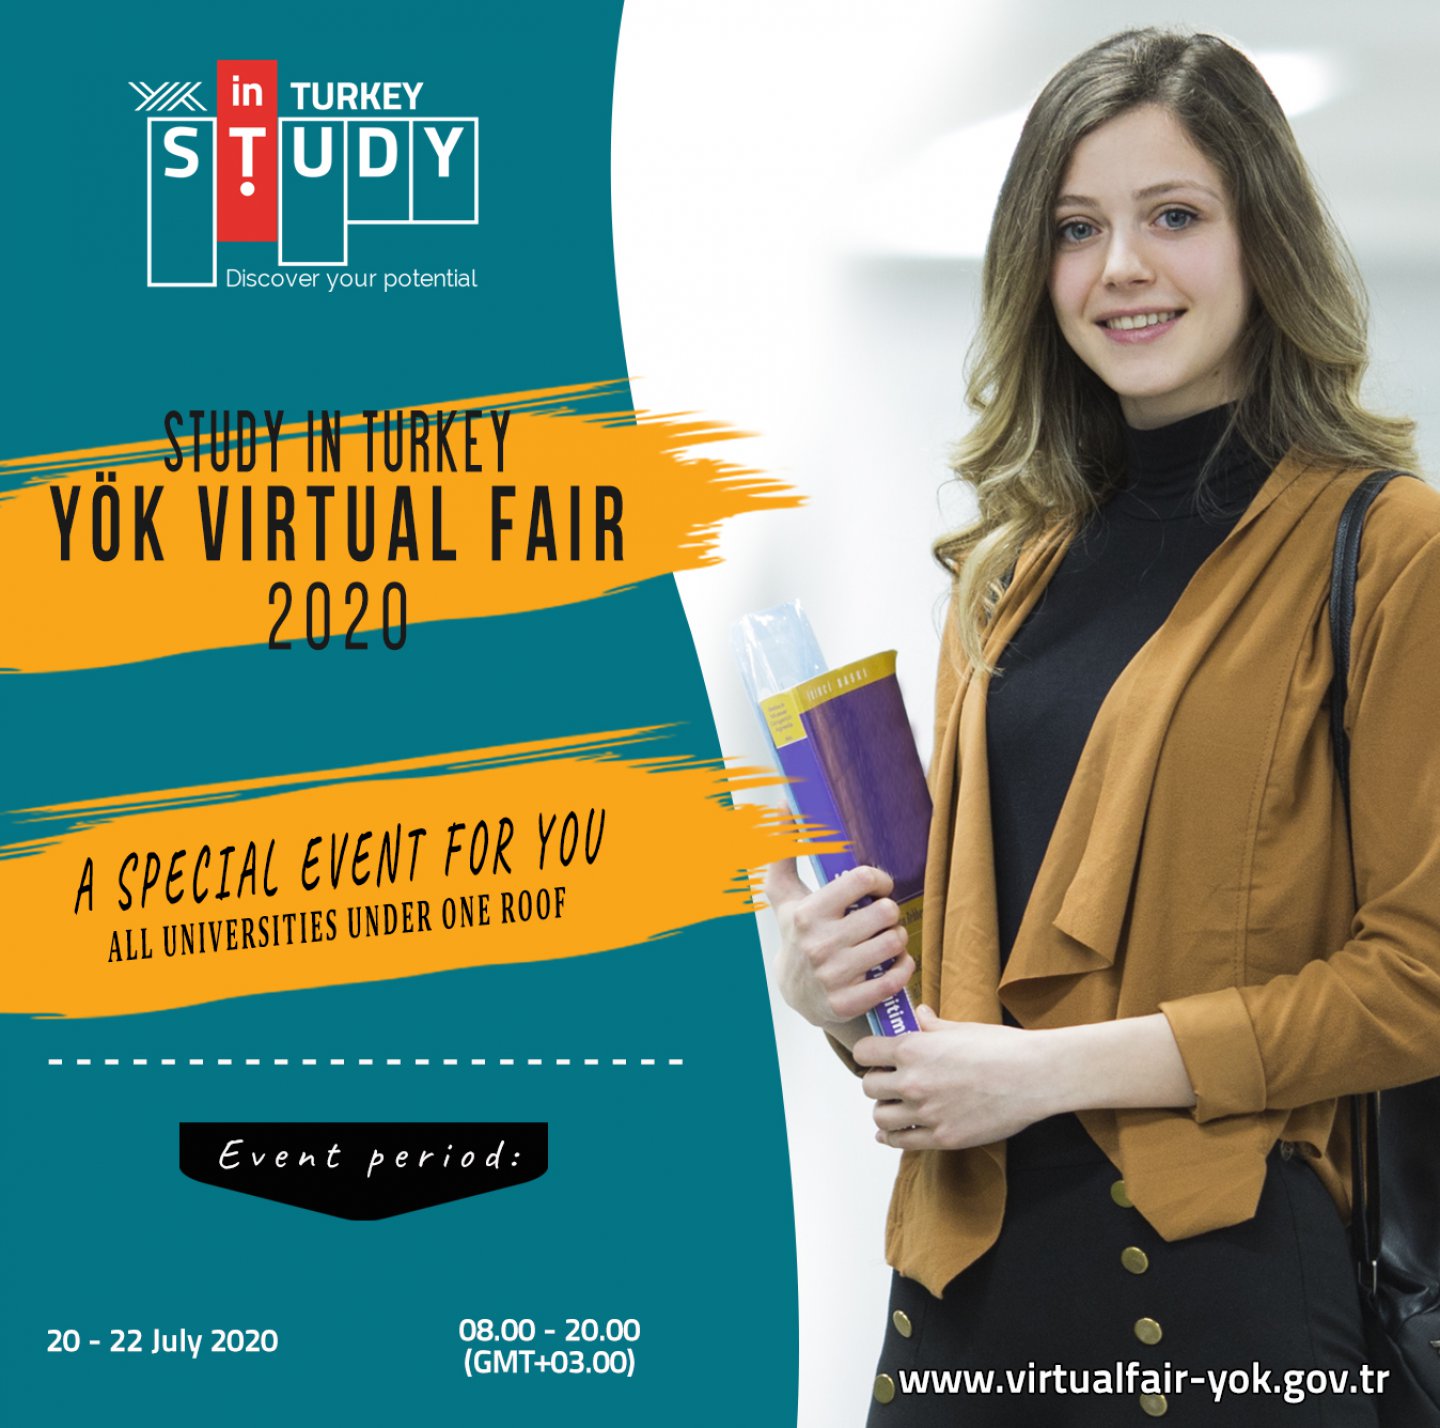 in TURKEY
STUDY
Discover your potential
STUDY IN TURKEY
YÖK VIRTUAL FAIR
2020
A SPECIAL EVENT FOR YOU
ALL UNIVERSITIES UNDER ONE ROOF
Event period:
20 - 22 July 2020
08.00 - 20.00
(GMT+03.00)
www.virtualfair-yok.gov.tr